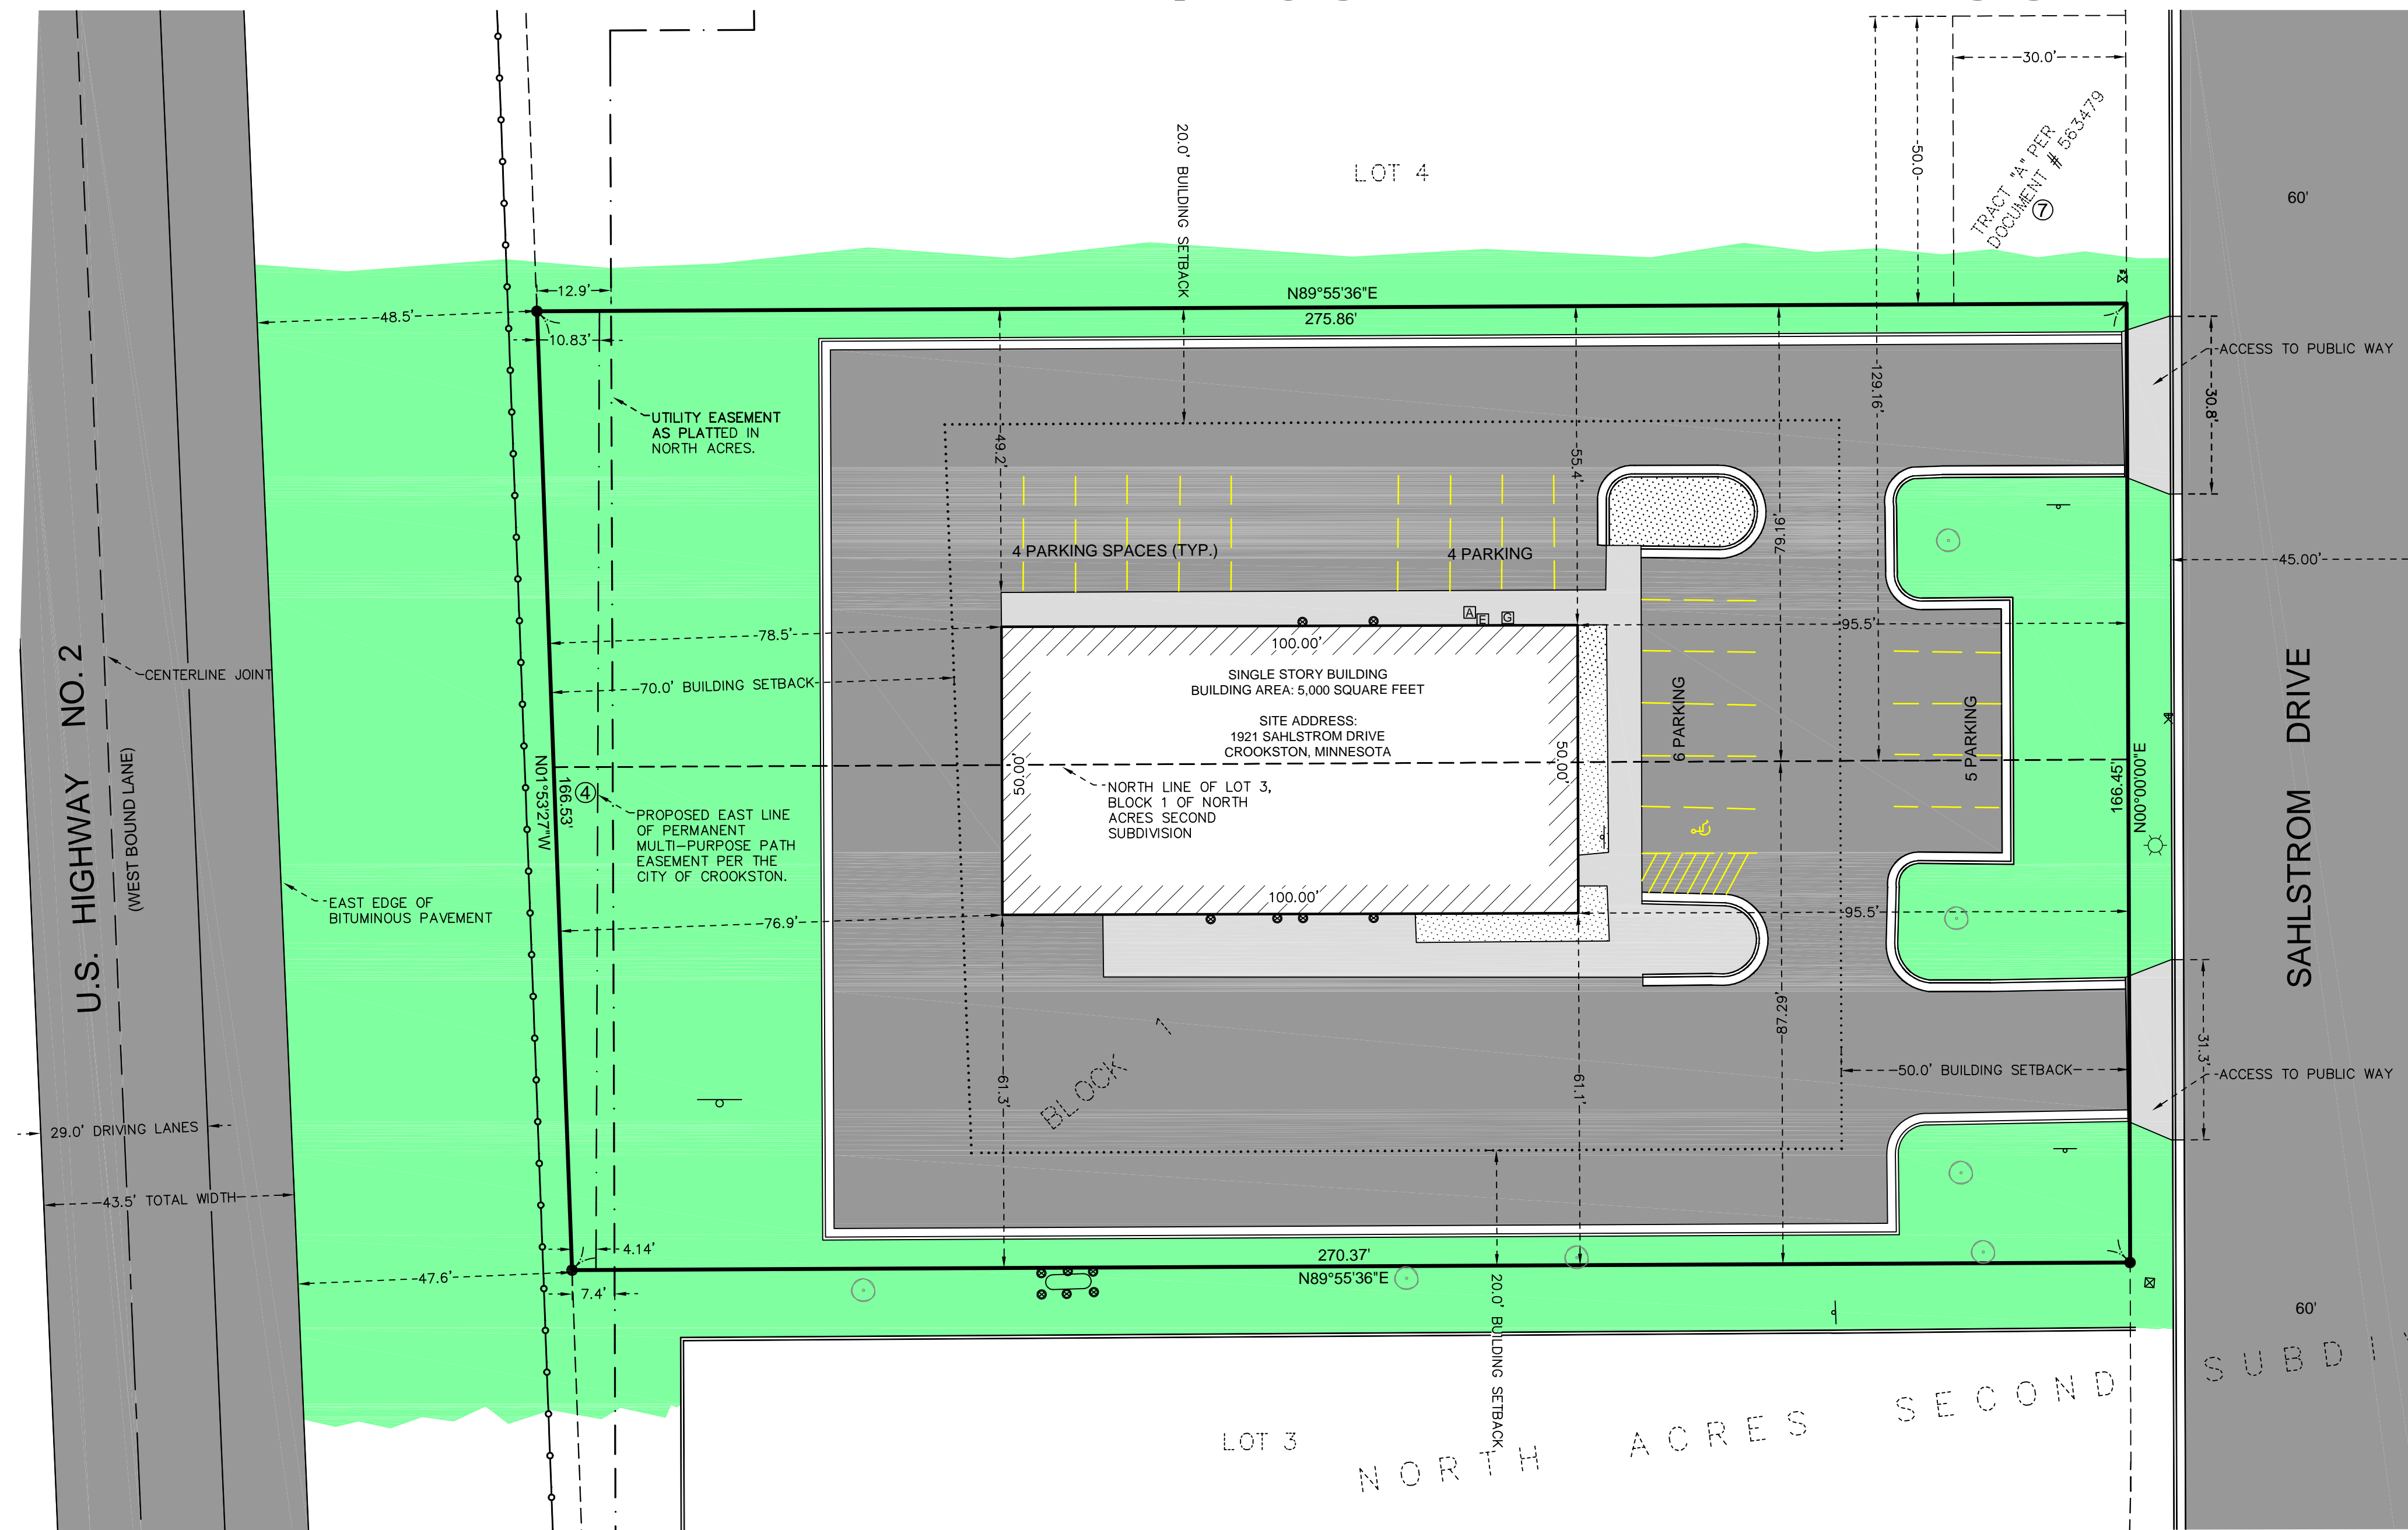 30.0'
50.0
TRACT "A" PER
DOCUMENT # 563479
7
60'
LOT 4
20.0' BUILDING SETBACK
12.9'
48.5'
10.83'
N89°55'36"E
275.86'
ACCESS TO PUBLIC WAY
30.8'
129.16'
UTILITY EASEMENT
AS PLATTED IN
NORTH ACRES.
49.2'
55.4'
79.16'
4 PARKING SPACES (TYP.)
4 PARKING
45.00'
A
E
G
78.5'
95.5'
100.00'
SINGLE STORY BUILDING
BUILDING AREA: 5,000 SQUARE FEET
SITE ADDRESS:
1921 SAHLSTROM DRIVE
CROOKSTON, MINNESOTA
70.0' BUILDING SETBACK
CENTERLINE JOINT
U.S. HIGHWAY NO. 2
(WEST BOUND LANE)
6 PARKING
5 PARKING
SAHLSTROM DRIVE
N01°53'27"W
166.53'
4
50.00'
50.00'
166.45'
N00°00'00"E
NORTH LINE OF LOT 3,
BLOCK 1 OF NORTH
ACRES SECOND
SUBDIVISION
PROPOSED EAST LINE
OF PERMANENT
MULTI-PURPOSE PATH
EASEMENT PER THE
CITY OF CROOKSTON.
EAST EDGE OF
BITUMINOUS PAVEMENT
76.9'
100.00'
95.5'
87.29'
31.3'
BLOCK 1
61.3'
61.1'
50.0' BUILDING SETBACK
ACCESS TO PUBLIC WAY
29.0' DRIVING LANES
43.5' TOTAL WIDTH
4.14'
47.6'
7.4'
270.37'
N89°55'36"E
20.0' BUILDING SETBACK
60'
LOT 3
NORTH ACRES SECOND SUBDI